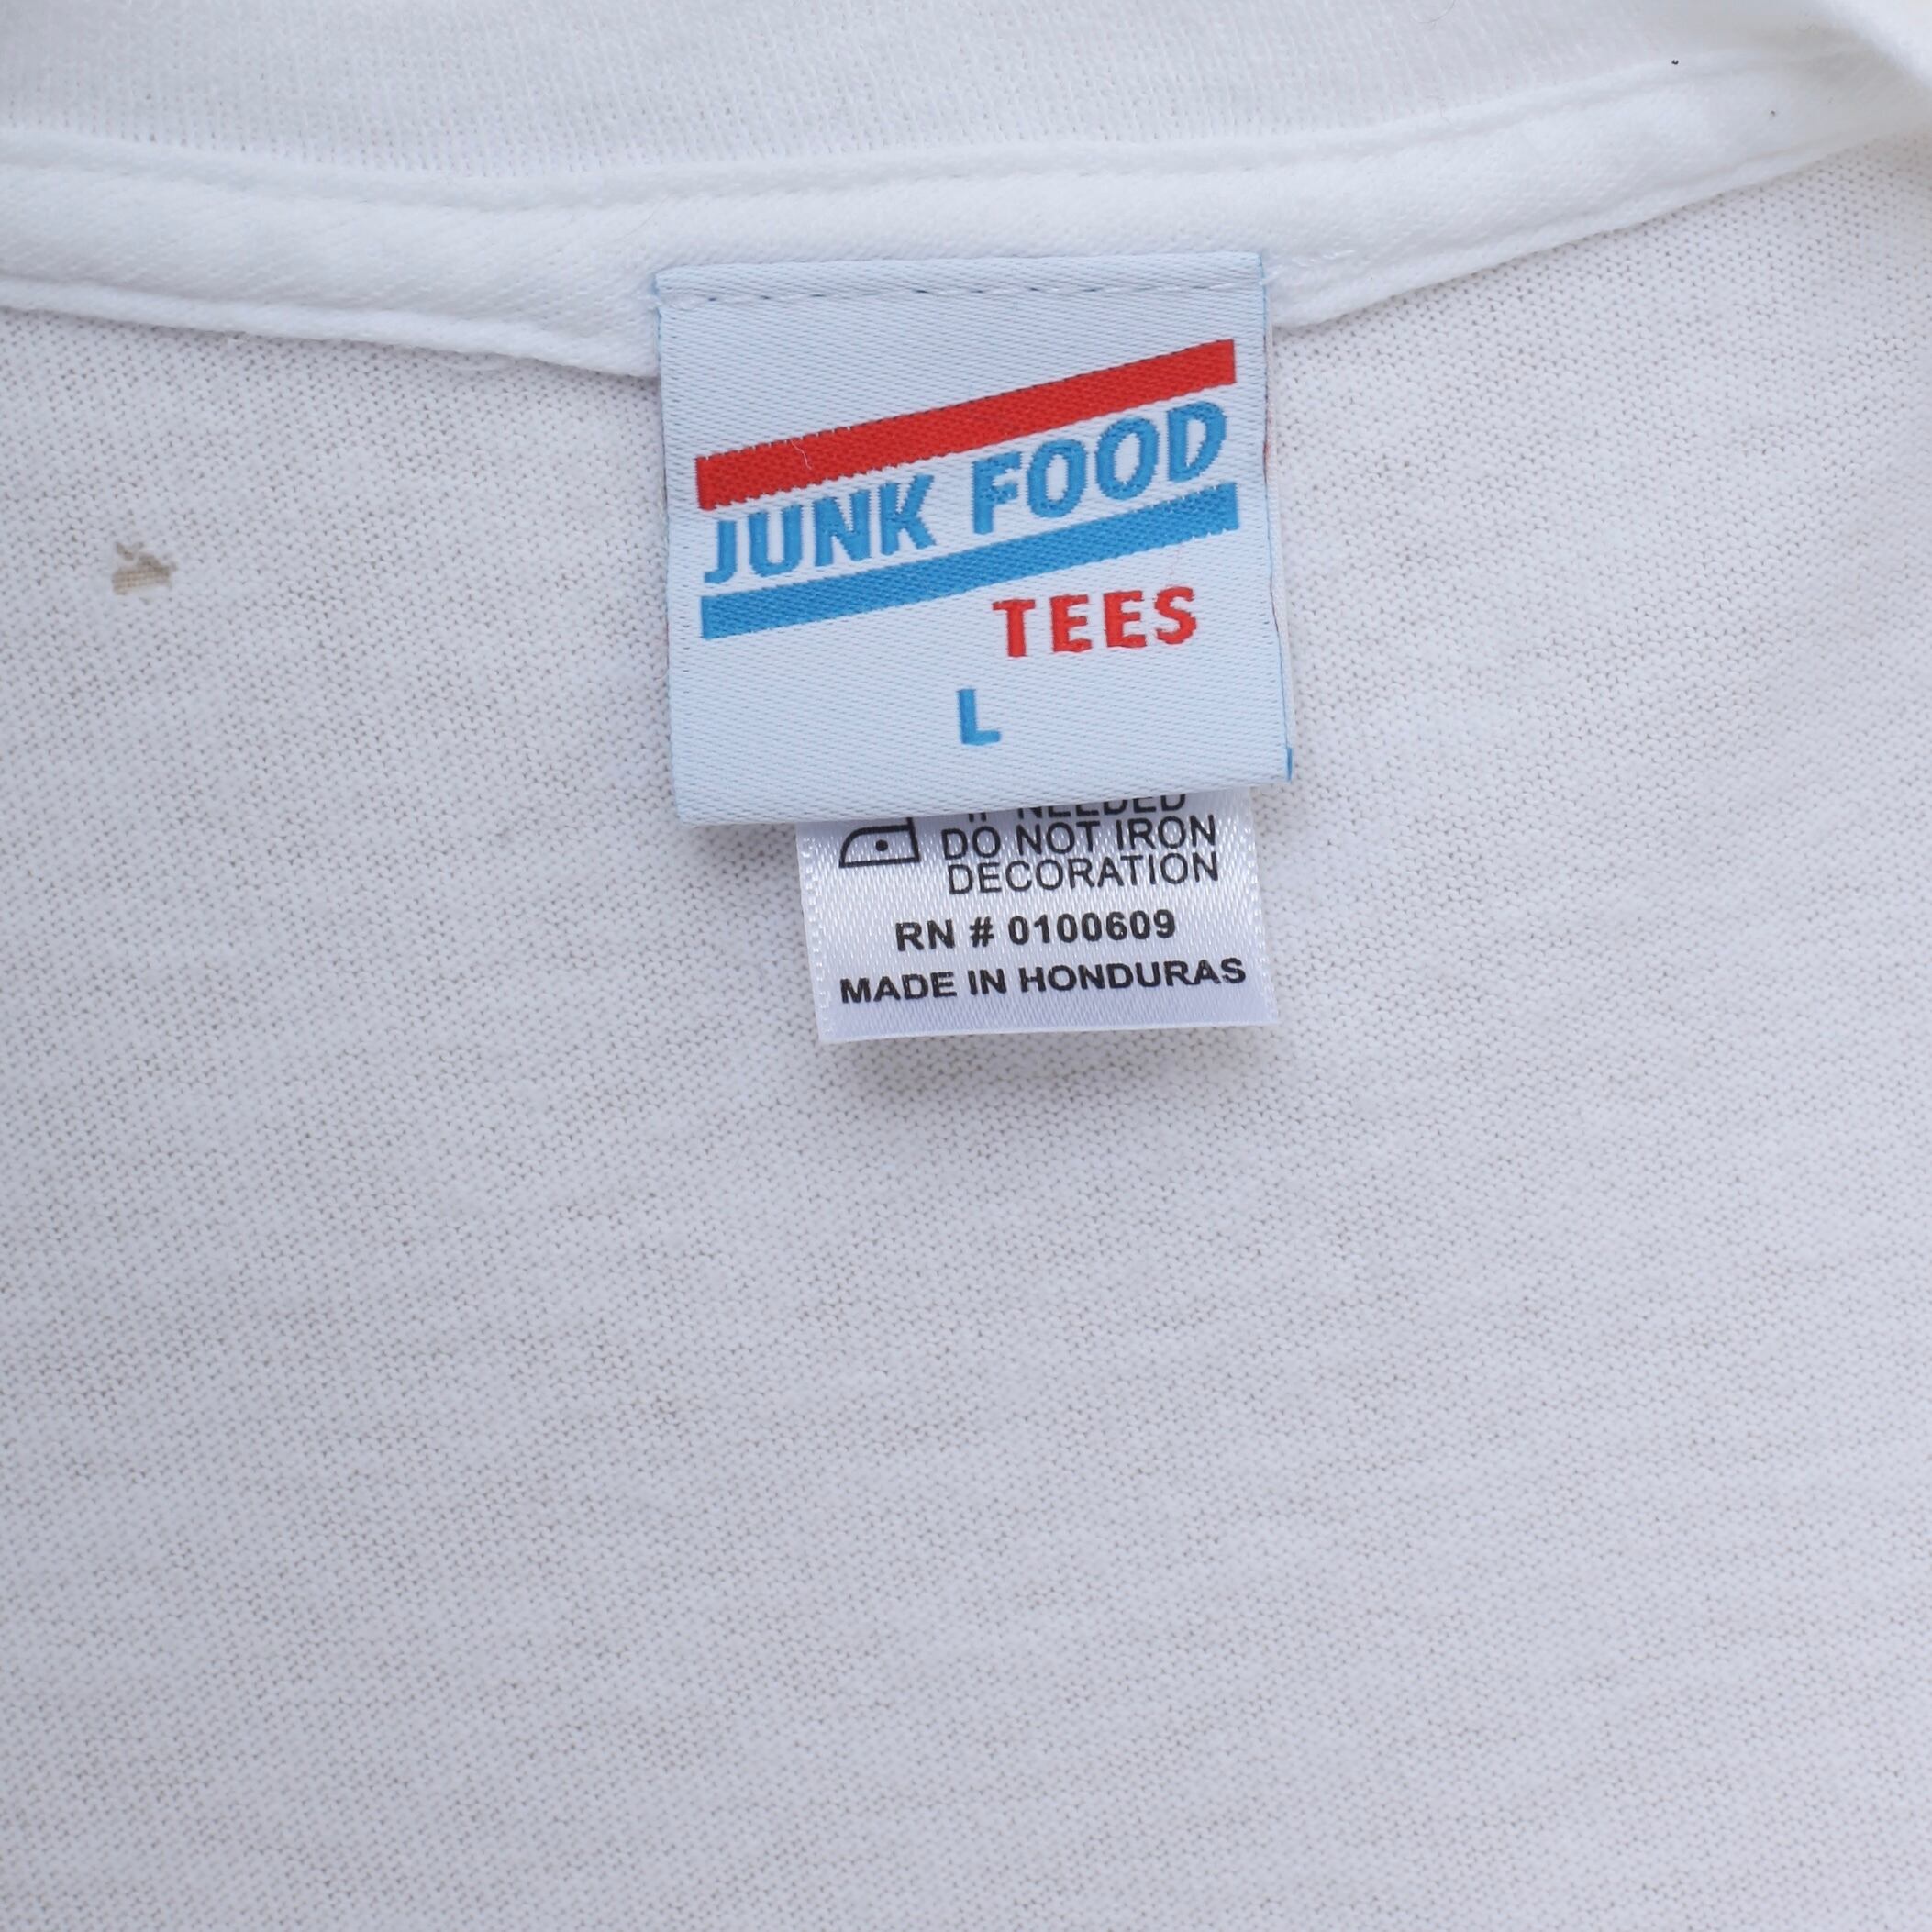 JUNK FOOD
TEES
L
IF NEEDED
DO NOT IRON
DECORATION
RN # 0100609
MADE IN HONDURAS